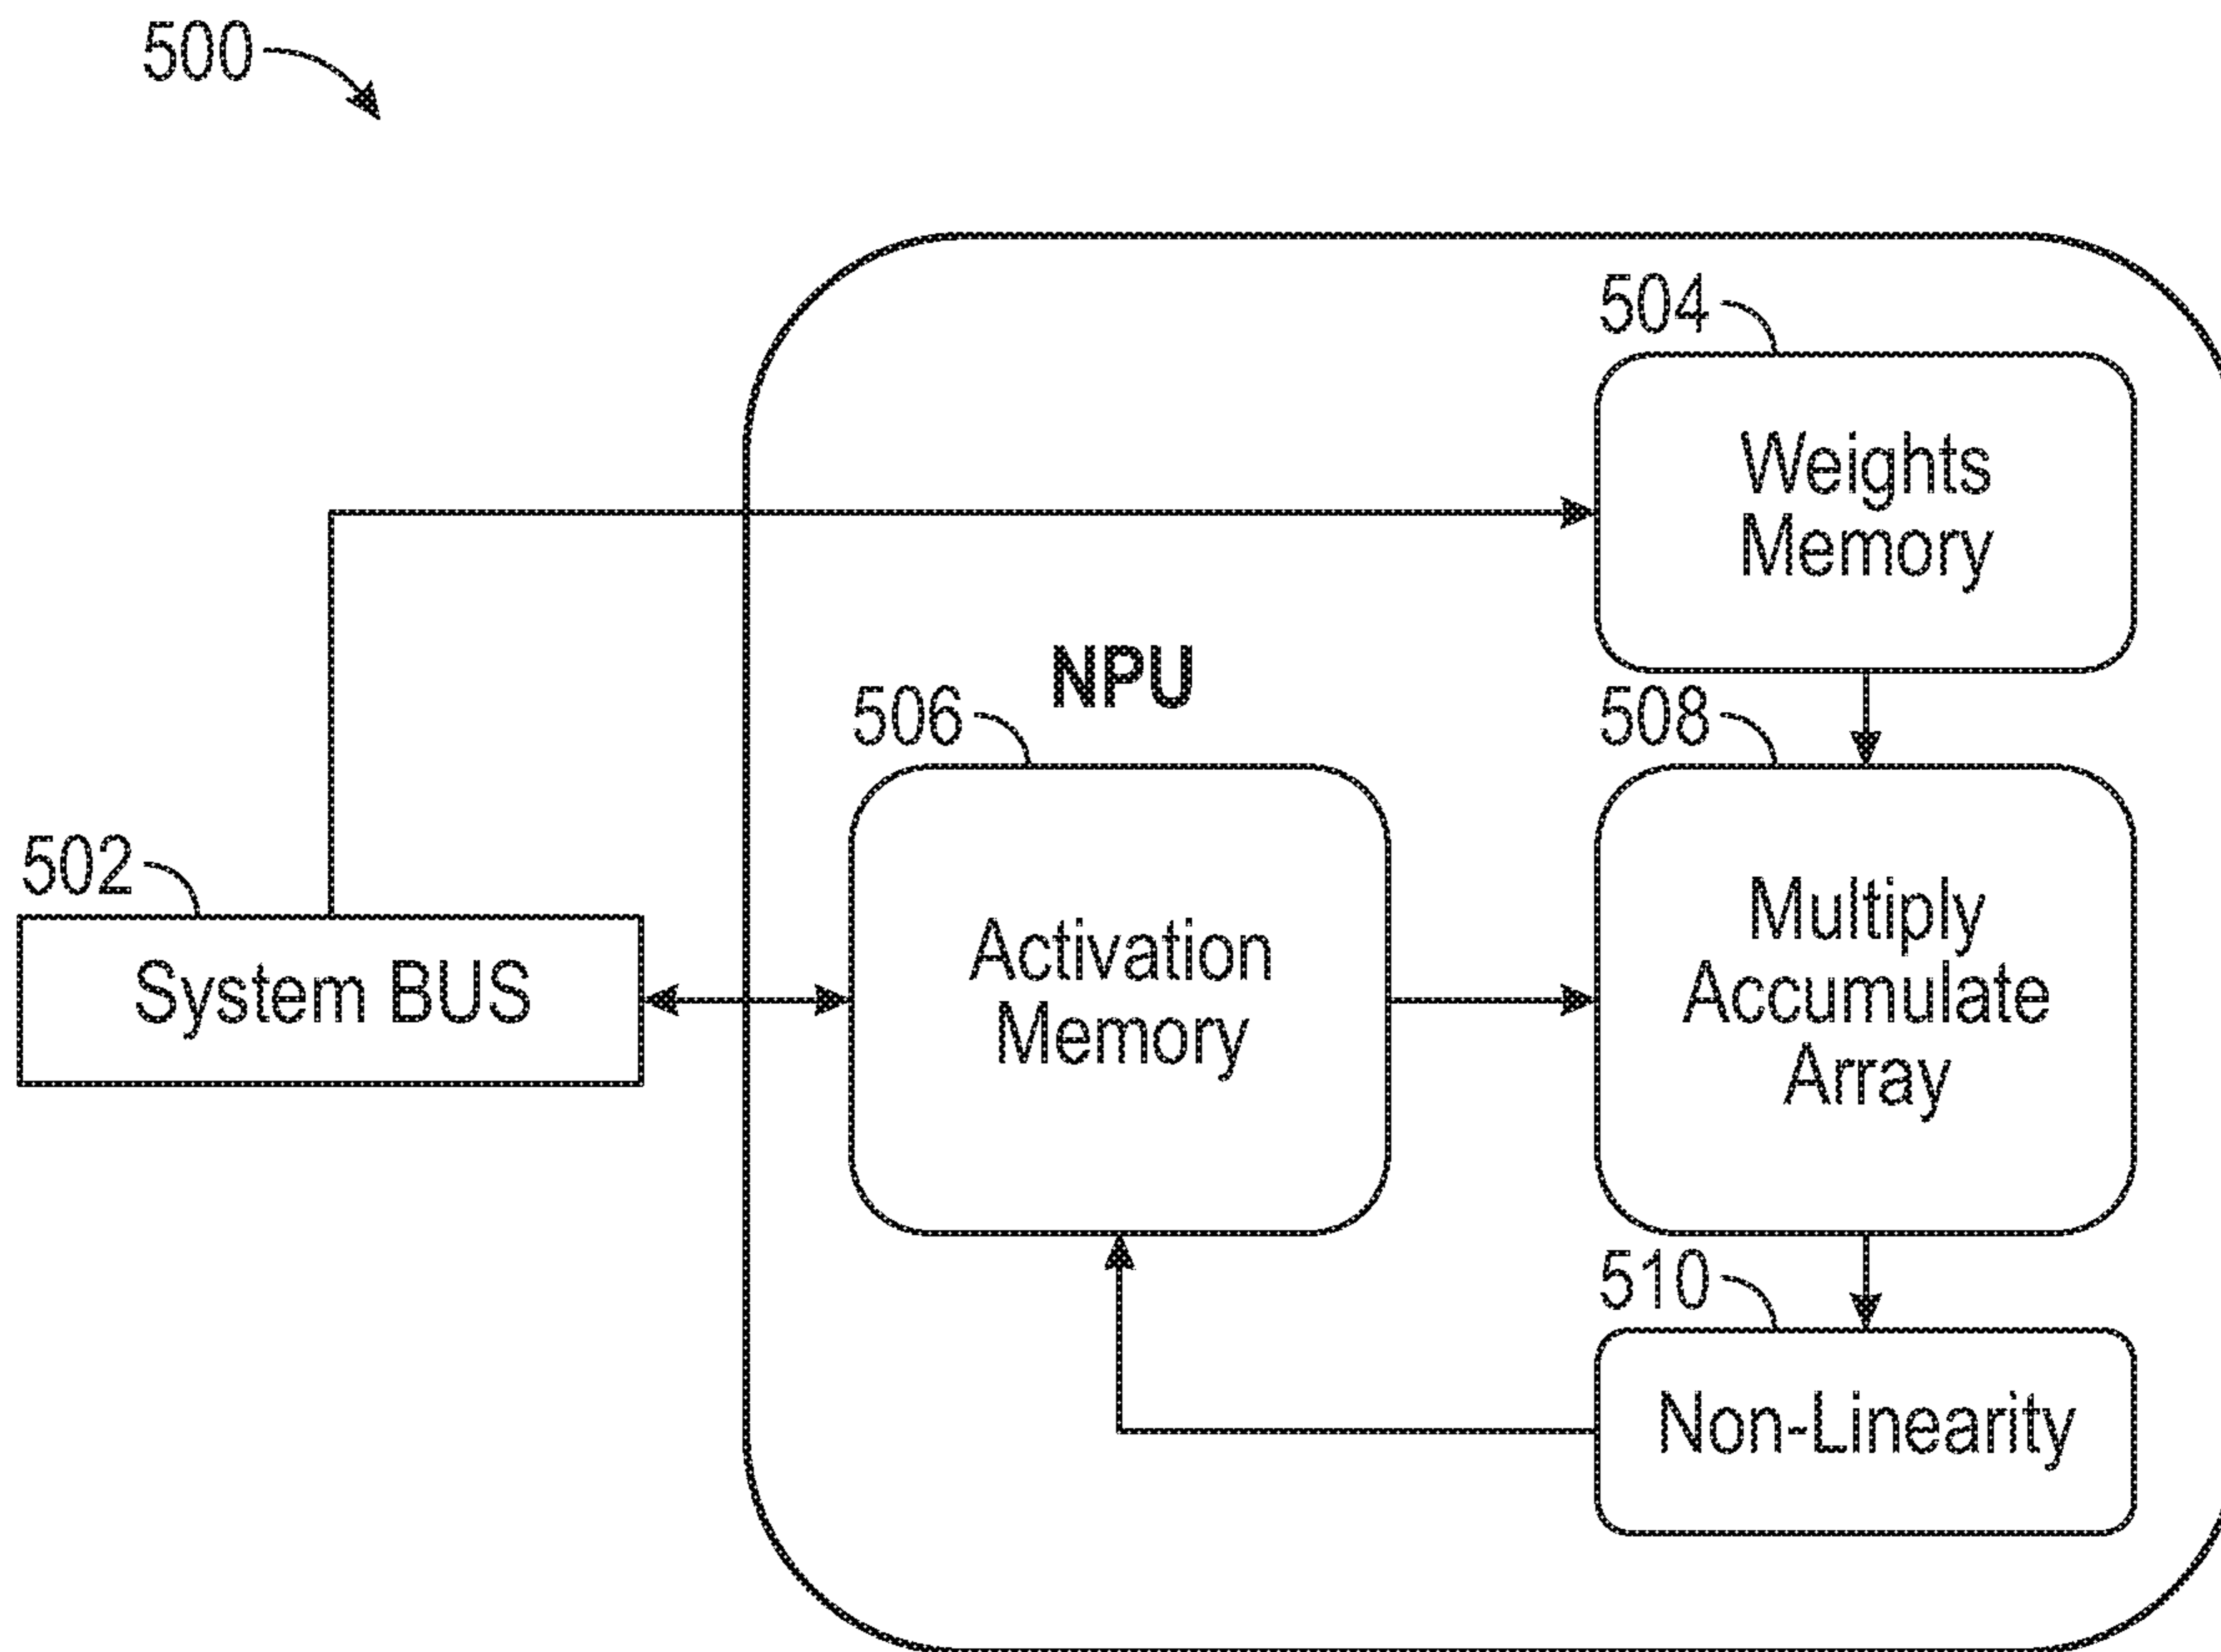 500
504
Weights
Memory
NPU
506
508
502
System BUS
Activation
Memory
Multiply
Accumulate
Array
510
Non-Linearity